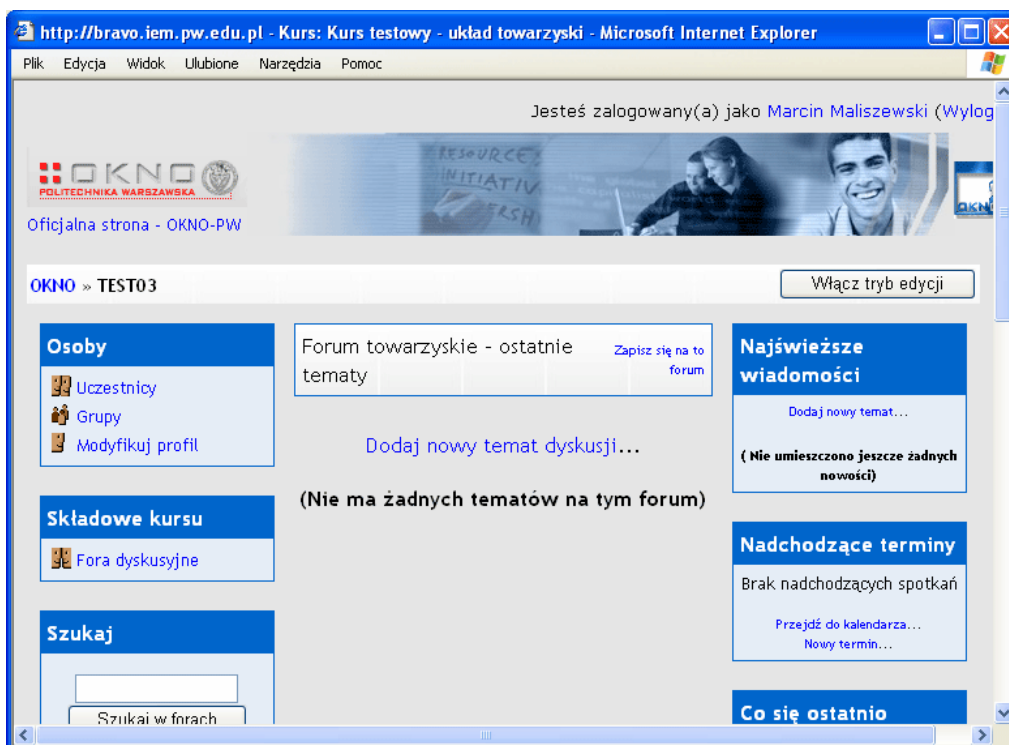 http://bravo.iem.pw.edu.pl - Kurs: Kurs testowy - układ towarzyski - Microsoft Internet Explorer
Plik Edycja Widok Ulubione Narzędzia Pomoc
Jesteś zalogowany(a) jako Marcin Maliszewski (Wylog
RESOURCE
INITIATIV
ERSH
OKNO
POLITECHNIKA WARSZAWSKA
OKNO
Oficjalna strona - OKNO-PW
OKNO » TEST03
Włącz tryb edycji
Osoby
Uczestnicy
Grupy
Modyfikuj profil
Składowe kursu
Fora dyskusyjne
Szukaj
Szukaj w forach
Forum towarzyskie - ostatnie
tematy
Zapisz się na to
forum
Dodaj nowy temat dyskusji...
(Nie ma żadnych tematów na tym forum)
Najświeższe
wiadomości
Dodaj nowy temat...
( Nie umieszczono jeszcze żadnych
nowości)
Nadchodzące terminy
Brak nadchodzących spotkań
Przejdź do kalendarza...
Nowy termin...
Co się ostatnio